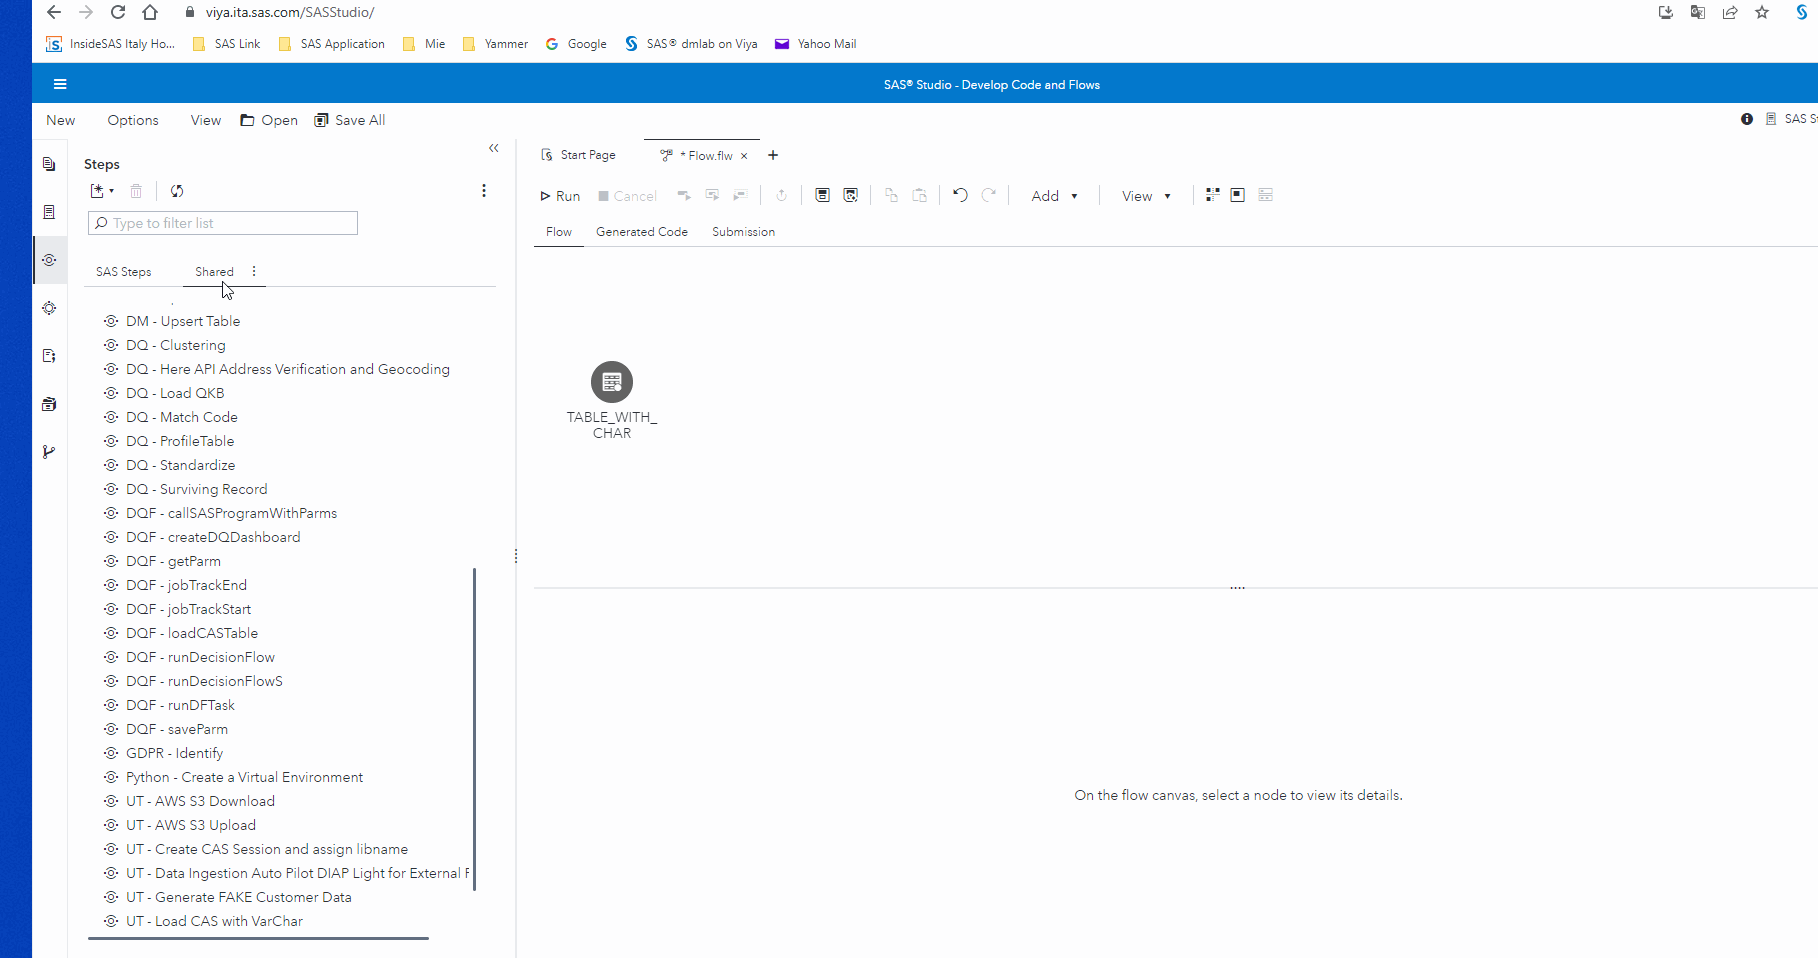 viya.ita.sas.com/SASStudio/
InsideSAS Italy Ho... SAS Link SAS Application Mie Yammer Google SAS® dmlab on Viya Yahoo Mail
SAS® Studio - Develop Code and Flows
New Options View Open Save All
SAS St
Steps
Start Page * Flow.flw
Run Cancel Add View
Type to filter list
Flow Generated Code Submission
SAS Steps Shared
DM - Upsert Table
DQ - Clustering
DQ - Here API Address Verification and Geocoding
DQ - Load QKB
DQ - Match Code
DQ - ProfileTable
DQ - Standardize
DQ - Surviving Record
DQF - callSASProgramWithParms
DQF - createDQDashboard
DQF - getParm
DQF - jobTrackEnd
DQF - jobTrackStart
DQF - loadCASTable
DQF - runDecisionFlow
DQF - runDecisionFlowS
DQF - runDFTask
DQF - saveParm
GDPR - Identify
Python - Create a Virtual Environment
UT - AWS S3 Download
UT - AWS S3 Upload
UT - Create CAS Session and assign libname
UT - Data Ingestion Auto Pilot DIAP Light for External F
UT - Generate FAKE Customer Data
UT - Load CAS with VarChar
TABLE_WITH_
CHAR
On the flow canvas, select a node to view its details.